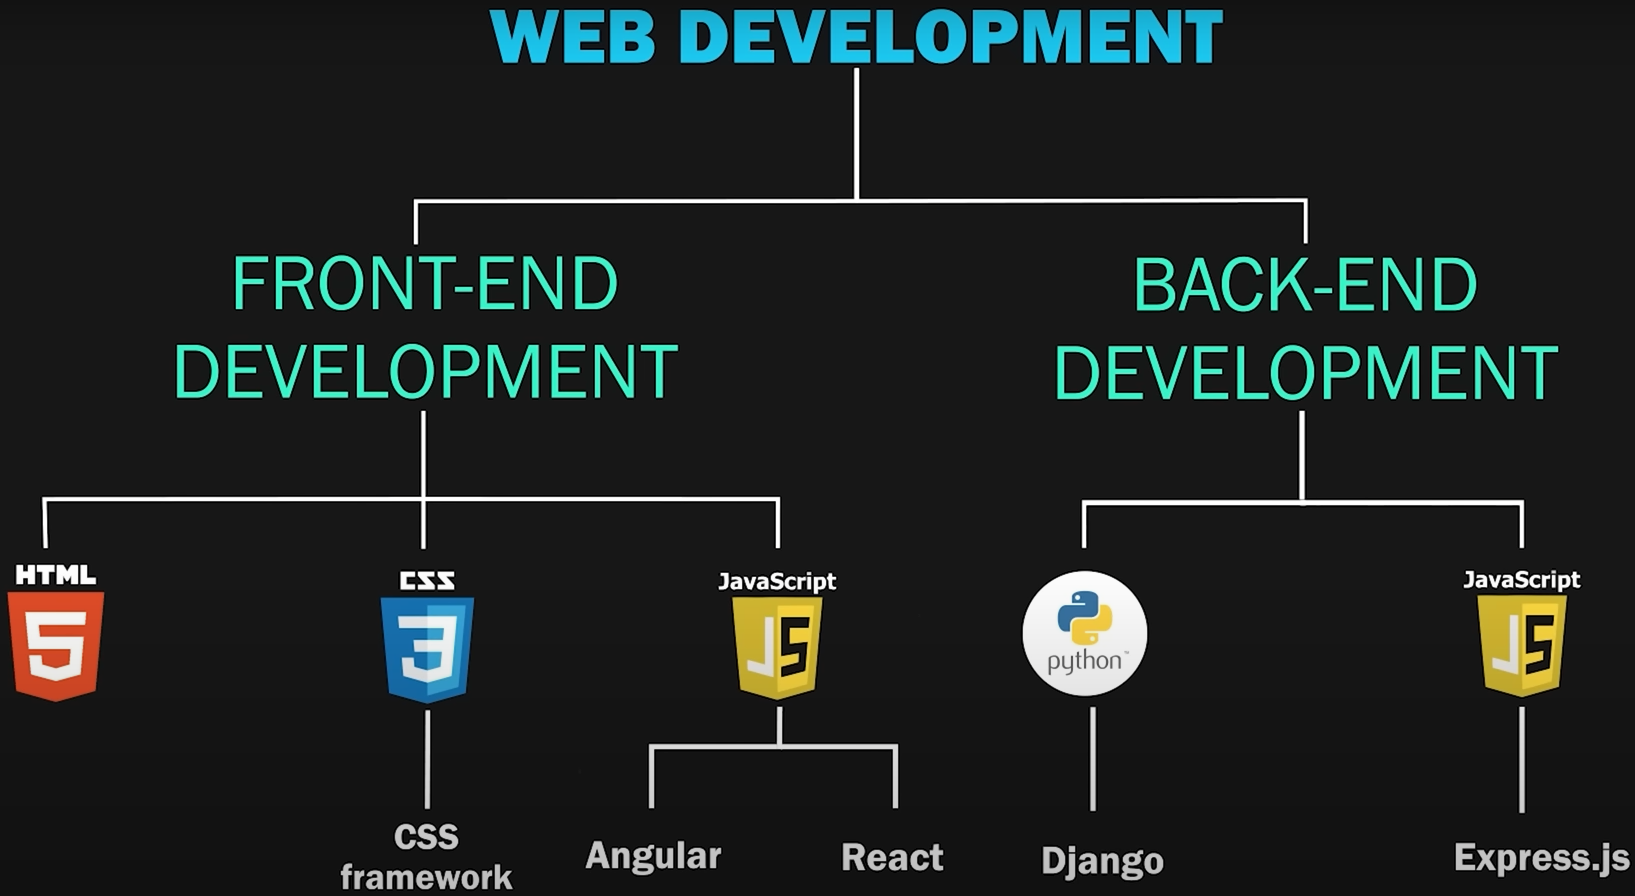 WEB DEVELOPMENT
FRONT-END
DEVELOPMENT
BACK-END
DEVELOPMENT
HTML
5
CSS
3
JavaScript
JS
python™
JavaScript
JS
CSS
framework
Angular
React
Django
Express.js